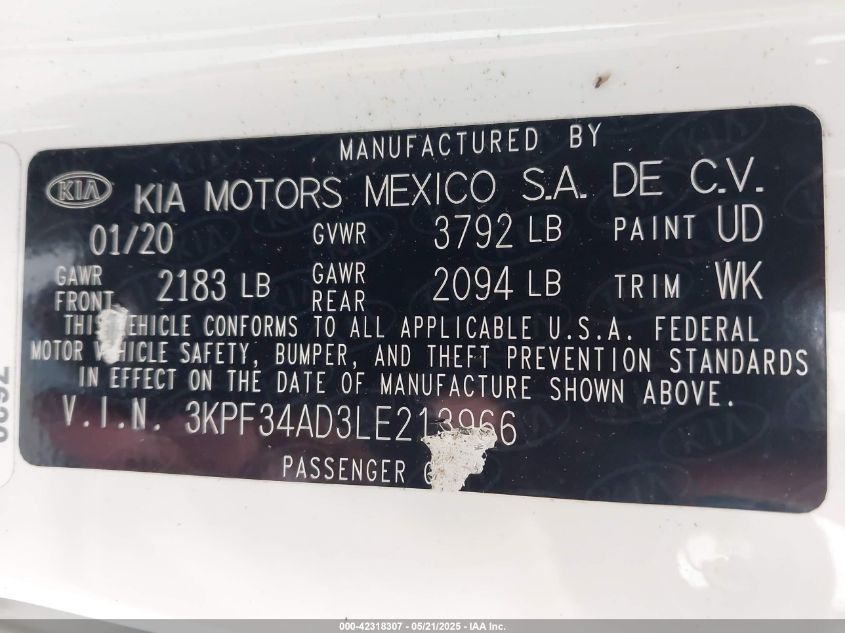 MANUFACTURED BY
KIA KIA MOTORS MEXICO S.A. DE C.V.
01/20 GVWR 3792 LB PAINT UD
GAWR FRONT 2183 LB GAWR REAR 2094 LB TRIM WK
THIS VEHICLE CONFORMS TO ALL APPLICABLE U.S.A. FEDERAL
MOTOR VEHICLE SAFETY, BUMPER, AND THEFT PREVENTION STANDARDS
IN EFFECT ON THE DATE OF MANUFACTURE SHOWN ABOVE.
V.I.N. 3KPF34AD3LE213966
PASSENGER
000-42318307 - 05/21/2025 - IAA Inc.